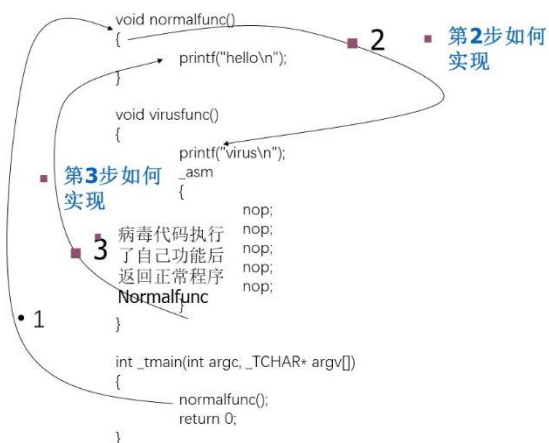 void normalfunc()
{
printf("hello\n");
}
2
第2步如何
实现
void virusfunc()
{
printf("virus\n");
_asm
{
nop;
nop;
nop;
nop;
nop;
}
}
第3步如何
实现
3
病毒代码执行
了自己功能后
返回正常程序
Normalfunc
1
int _tmain(int argc, _TCHAR* argv[])
{
normalfunc();
return 0;
}